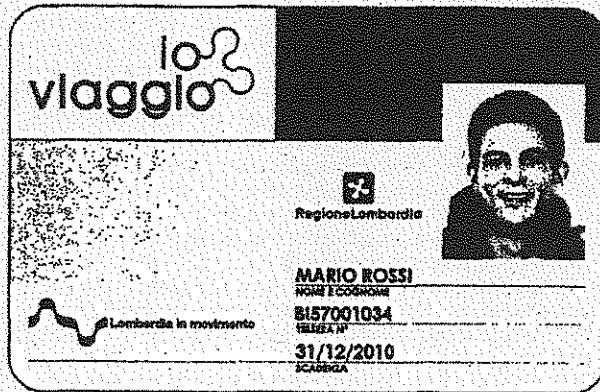 Io
viaggio
RegioneLombardia
MARIO ROSSI
NOME E COGNOME
BI57001034
TESSERA N°
31/12/2010
SCADENZA
Lombardia in movimento